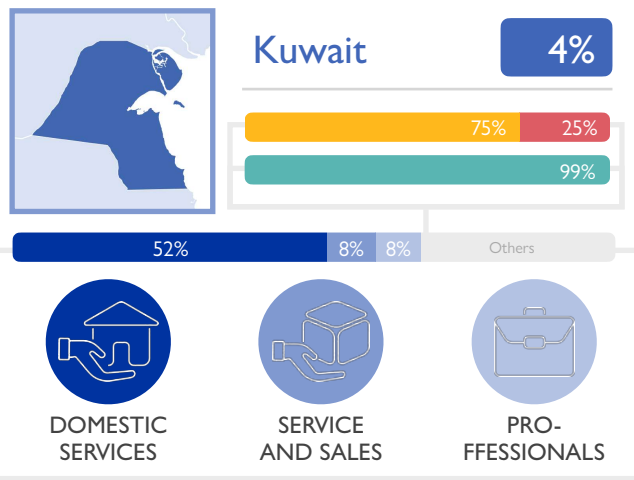 Kuwait 4%
75% 25%
99%
52% 8% 8% Others
DOMESTIC
SERVICES
SERVICE
AND SALES
PRO-
FFESSIONALS